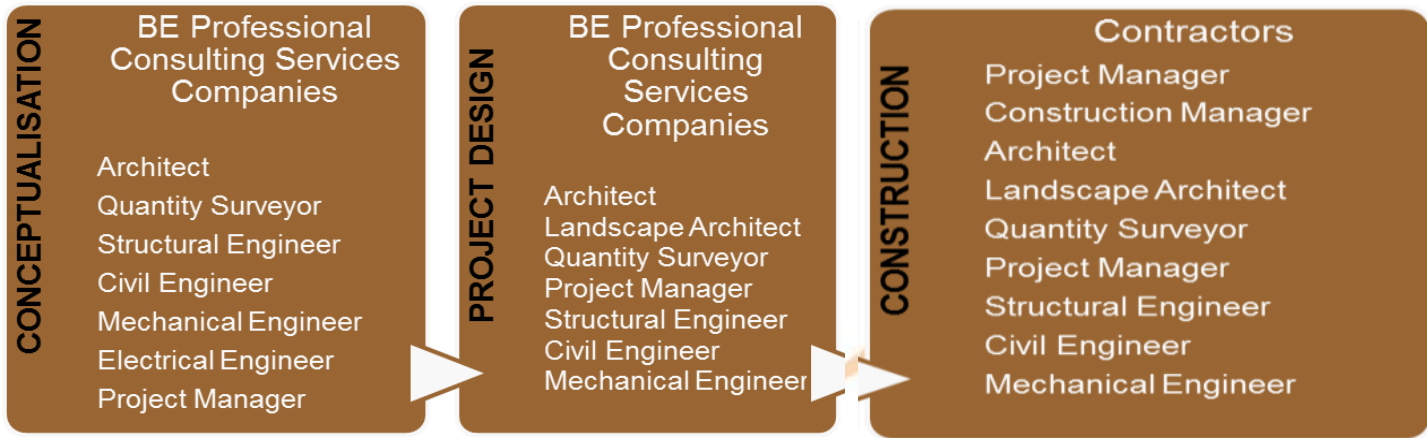 CONCEPTUALISATION
BE Professional
Consulting Services
Companies
Architect
Quantity Surveyor
Structural Engineer
Civil Engineer
Mechanical Engineer
Electrical Engineer
Project Manager
PROJECT DESIGN
BE Professional
Consulting
Services
Companies
Architect
Landscape Architect
Quantity Surveyor
Project Manager
Structural Engineer
Civil Engineer
Mechanical Engineer
CONSTRUCTION
Contractors
Project Manager
Construction Manager
Architect
Landscape Architect
Quantity Surveyor
Project Manager
Structural Engineer
Civil Engineer
Mechanical Engineer